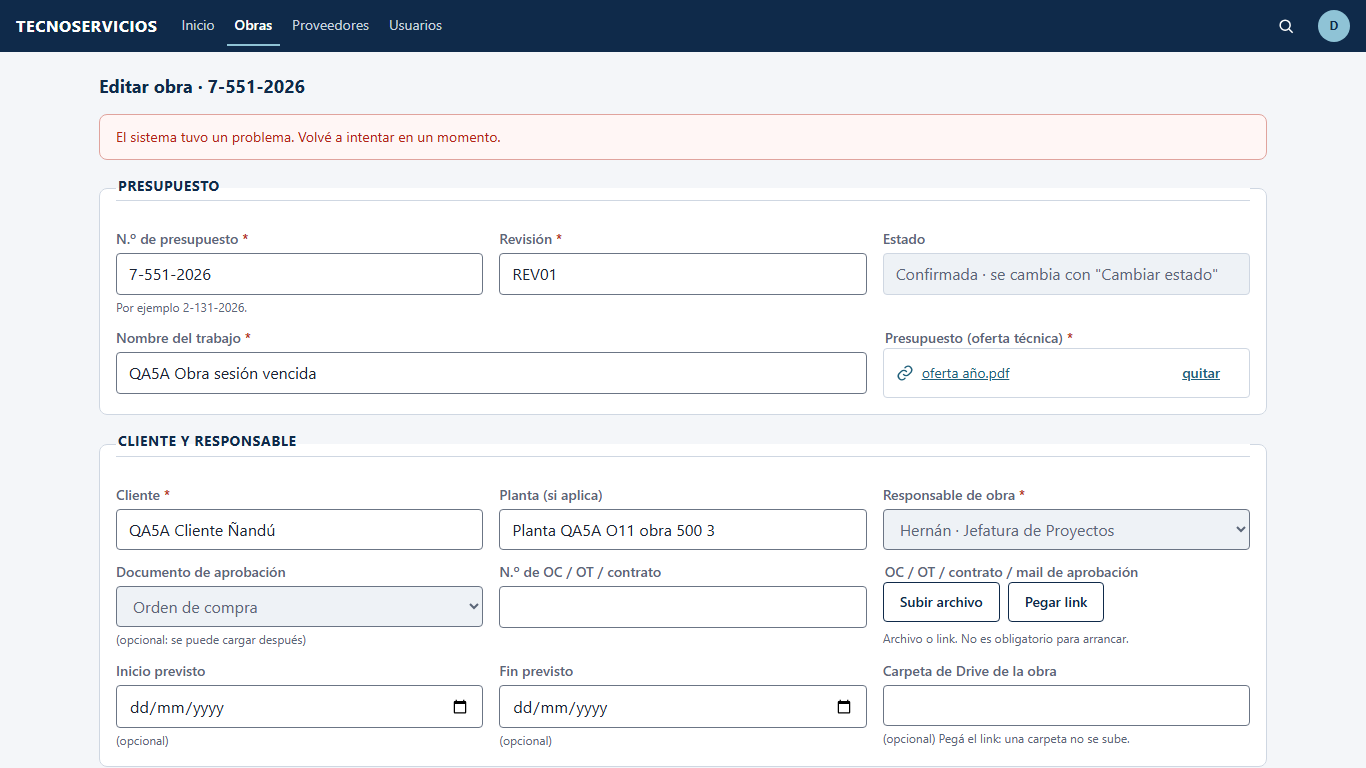 TECNOSERVICIOS Inicio Obras Proveedores Usuarios D
Editar obra · 7-551-2026
El sistema tuvo un problema. Volvé a intentar en un momento.
PRESUPUESTO
N.º de presupuesto * Revisión * Estado
7-551-2026 REV01 Confirmada · se cambia con "Cambiar estado"
Por ejemplo 2-131-2026.
Nombre del trabajo * Presupuesto (oferta técnica) *
QA5A Obra sesión vencida oferta año.pdf quitar
CLIENTE Y RESPONSABLE
Cliente * Planta (si aplica) Responsable de obra *
QA5A Cliente Ñandú Planta QA5A O11 obra 500 3 Hernán · Jefatura de Proyectos
Documento de aprobación N.º de OC / OT / contrato OC / OT / contrato / mail de aprobación
Orden de compra Subir archivo Pegar link
(opcional: se puede cargar después) Archivo o link. No es obligatorio para arrancar.
Inicio previsto Fin previsto Carpeta de Drive de la obra
dd/mm/yyyy dd/mm/yyyy
(opcional) (opcional) (opcional) Pegá el link: una carpeta no se sube.